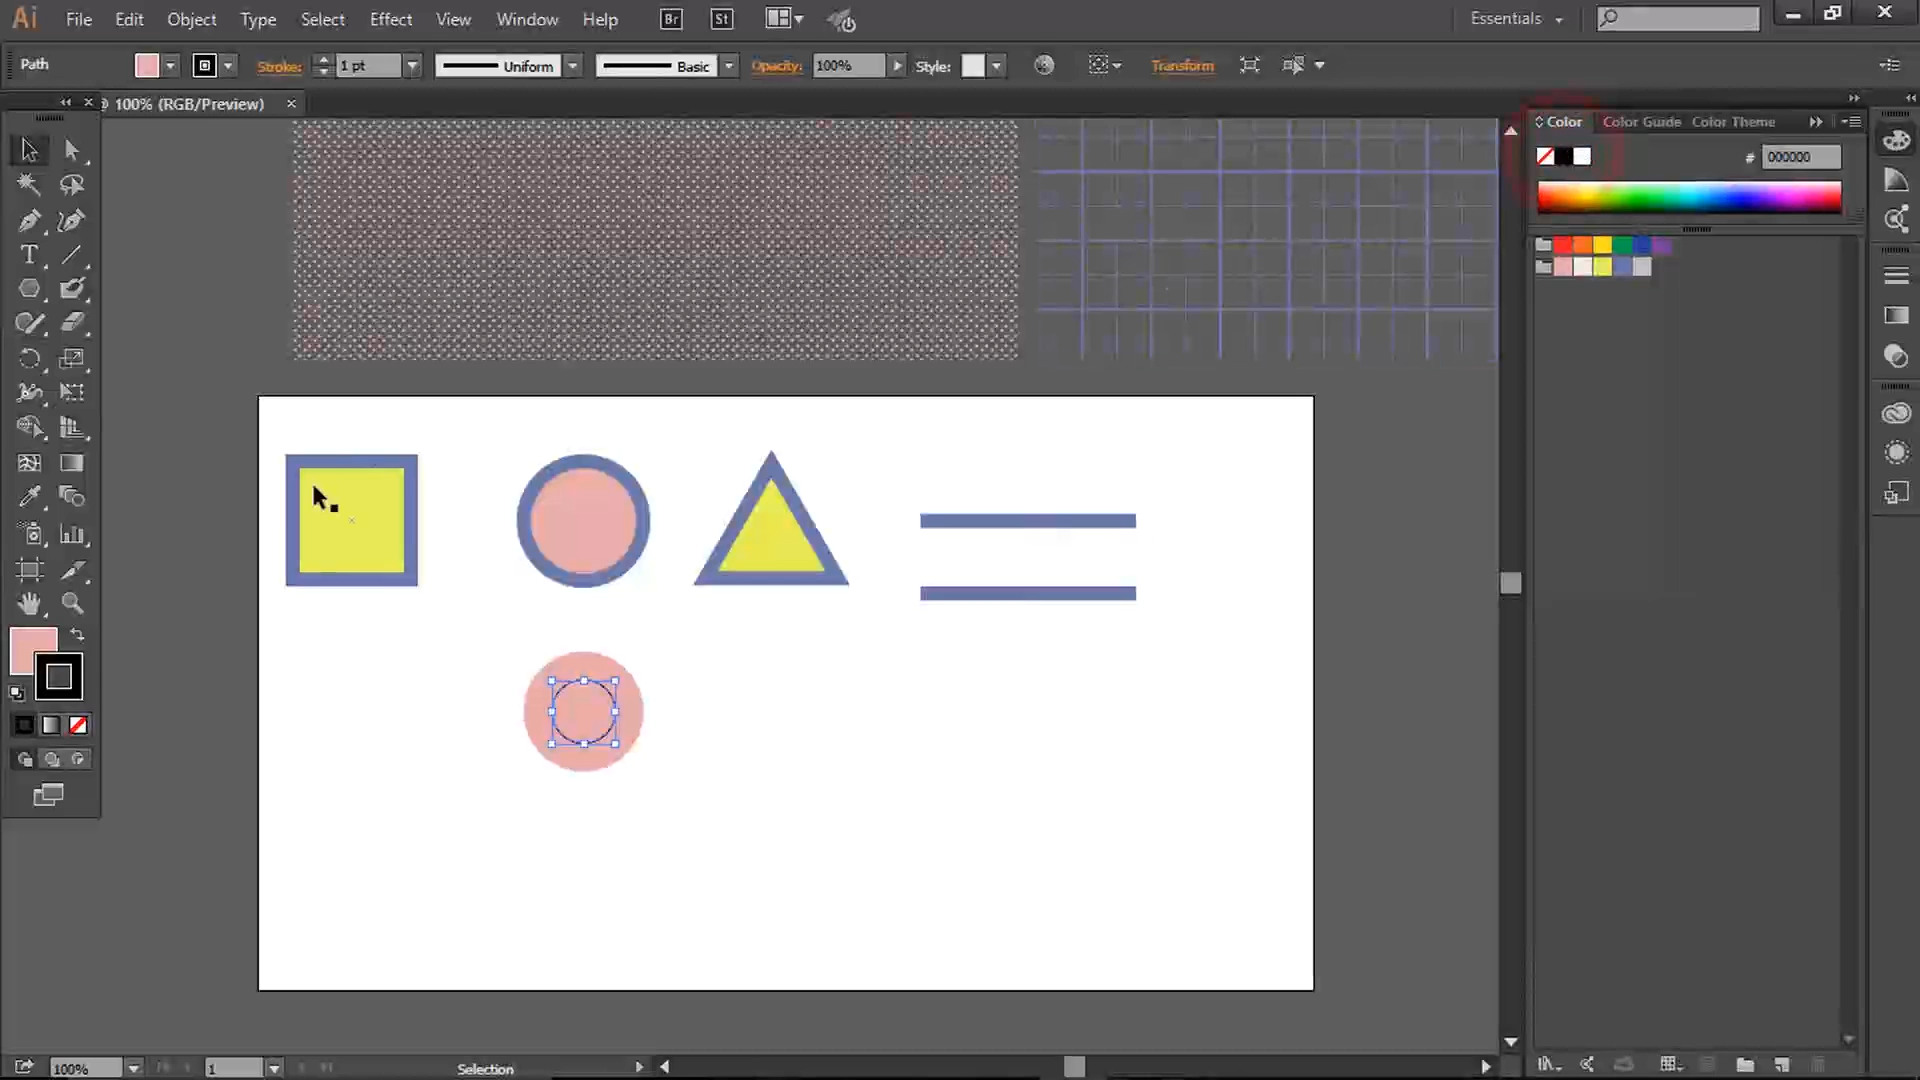 Ai File Edit Object Type Select Effect View Window Help Br St Essentials
Path Stroke: 1 pt Uniform Basic Opacity: 100% Style: Transform
@ 100% (RGB/Preview)
Color Color Guide Color Theme
# 000000
T
100% 1 Selection